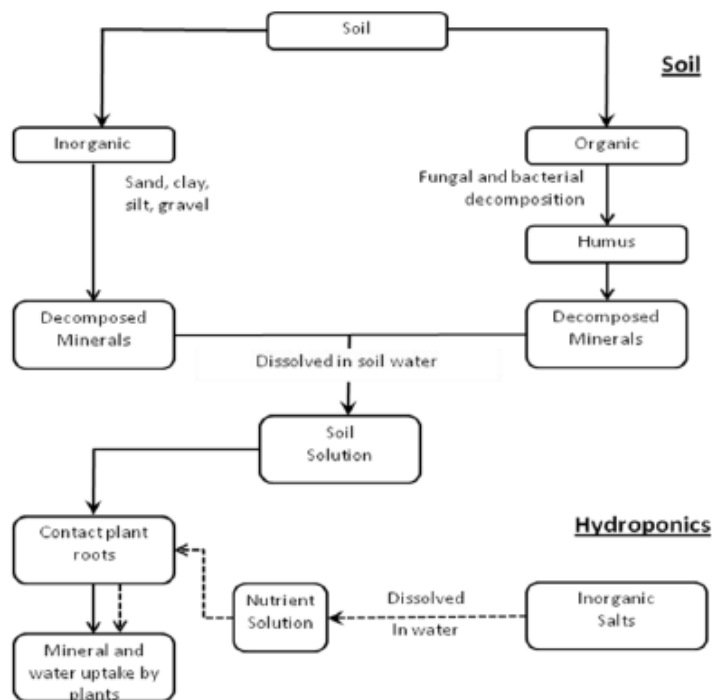 Soil
Soil
Inorganic
Organic
Sand, clay,
silt, gravel
Fungal and bacterial
decomposition
Humus
Decomposed
Minerals
Decomposed
Minerals
Dissolved in soil water
Soil
Solution
Hydroponics
Contact plant
roots
Nutrient
Solution
Dissolved
In water
Inorganic
Salts
Mineral and
water uptake by
plants